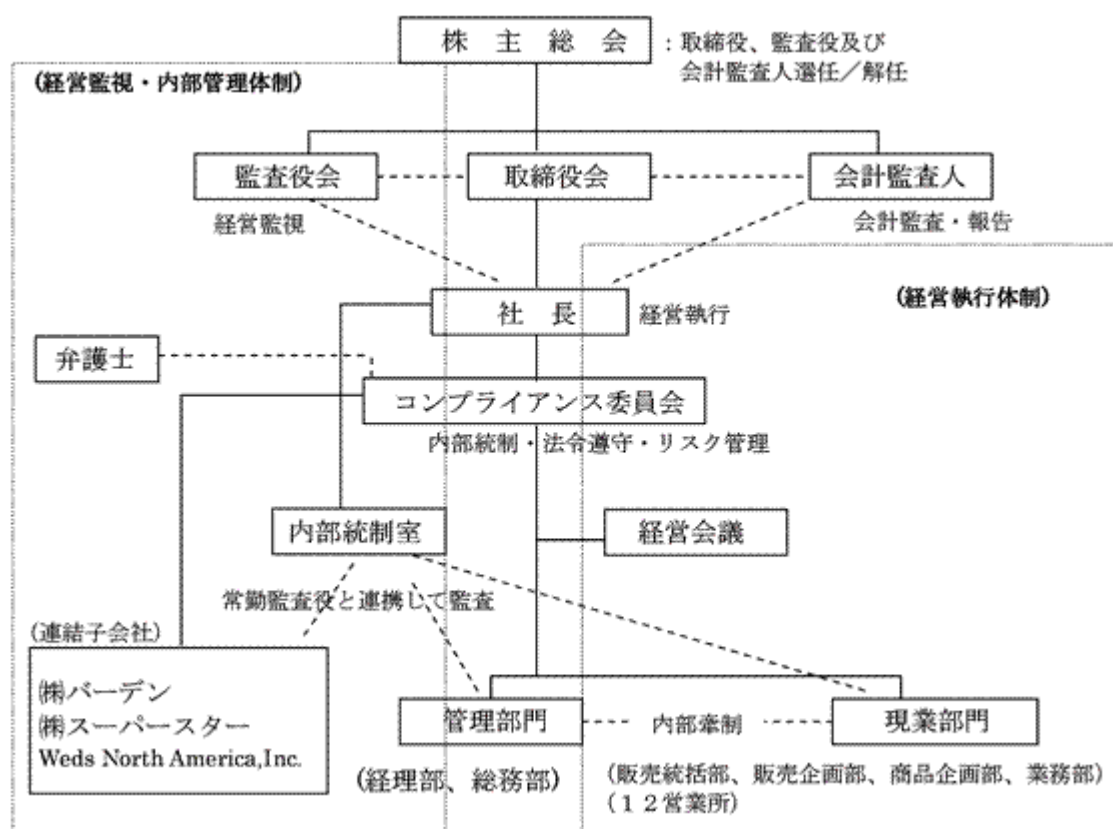 株 主 総 会
：取締役、監査役及び
会計監査人選任／解任
(経営監視・内部管理体制)
監査役会
取締役会
会計監査人
経営監視
会計監査・報告
(経営執行体制)
社 長
経営執行
弁護士
コンプライアンス委員会
内部統制・法令遵守・リスク管理
内部統制室
経営会議
常勤監査役と連携して監査
(連結子会社)
㈱バーデン
㈱スーパースター
Weds North America,Inc.
管理部門
内部牽制
現業部門
(経理部、総務部)
(販売統括部、販売企画部、商品企画部、業務部)
(１２営業所)